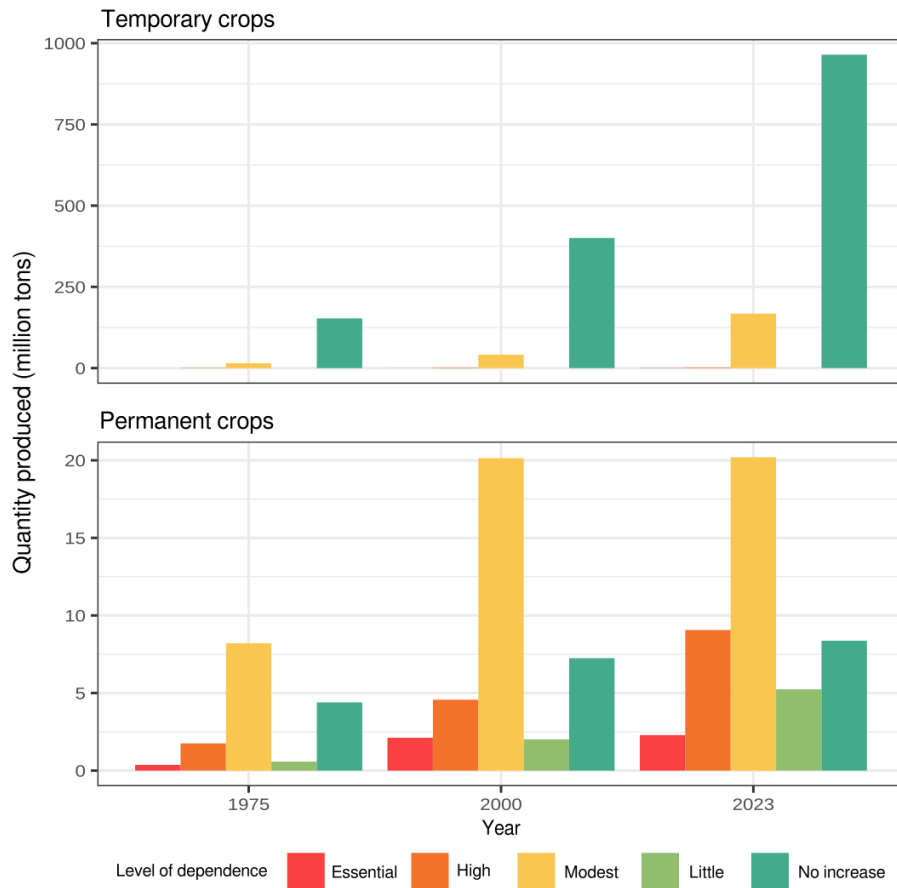 Temporary crops
1000
750
500
250
0
Quantity produced (million tons)
Permanent crops
20
15
10
5
0
1975 2000 2023
Year
Level of dependence Essential High Modest Little No increase